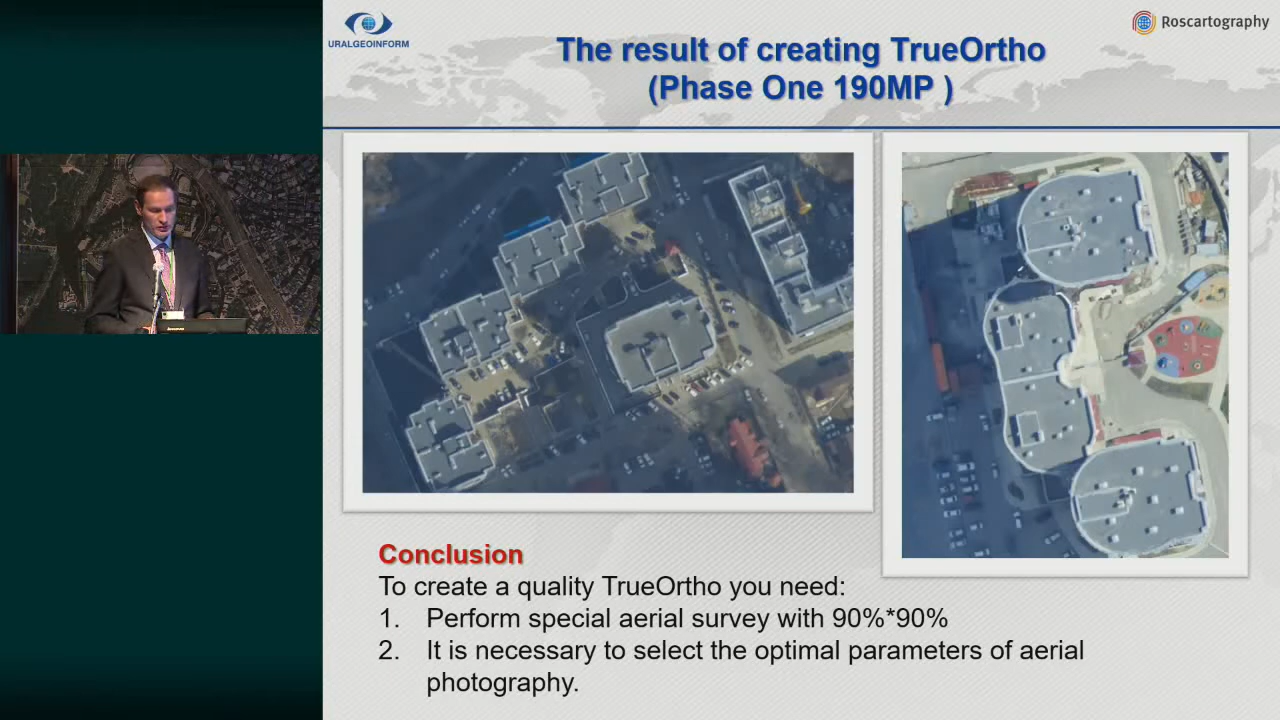 URALGEOINFORM
Roscartography
The result of creating TrueOrtho
(Phase One 190MP )
Conclusion
To create a quality TrueOrtho you need:
1. Perform special aerial survey with 90%*90%
2. It is necessary to select the optimal parameters of aerial
photography.